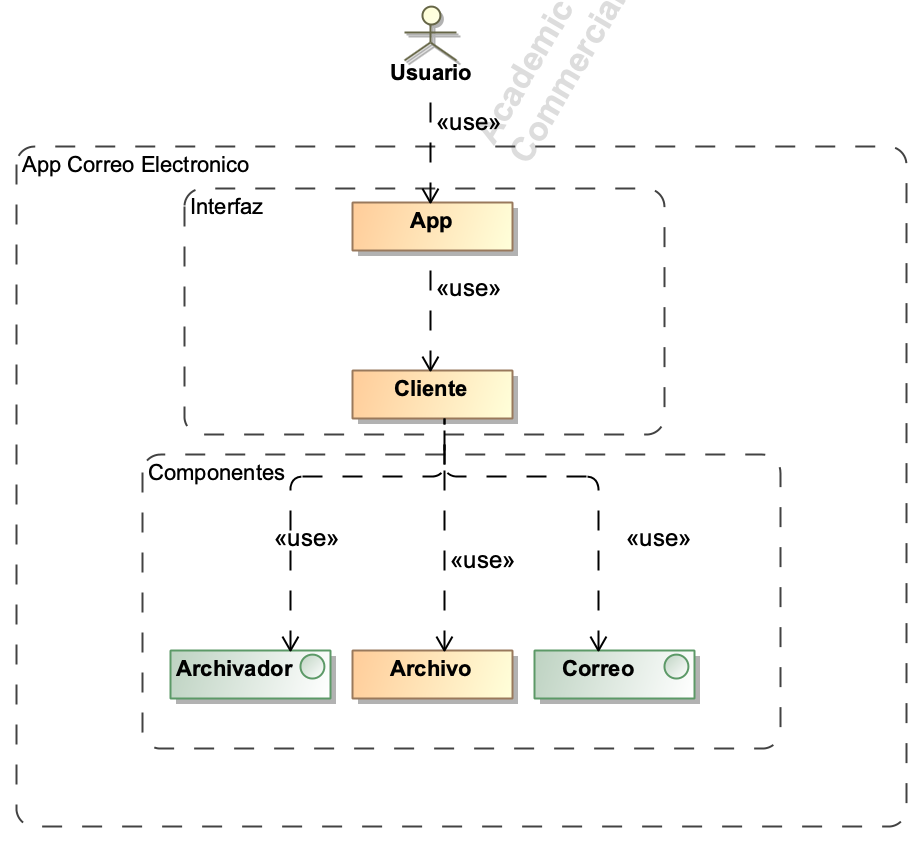 Academic
Commercial
Usuario
«use»
App Correo Electronico
Interfaz
App
«use»
Cliente
Componentes
«use»
«use»
«use»
Archivador
Archivo
Correo